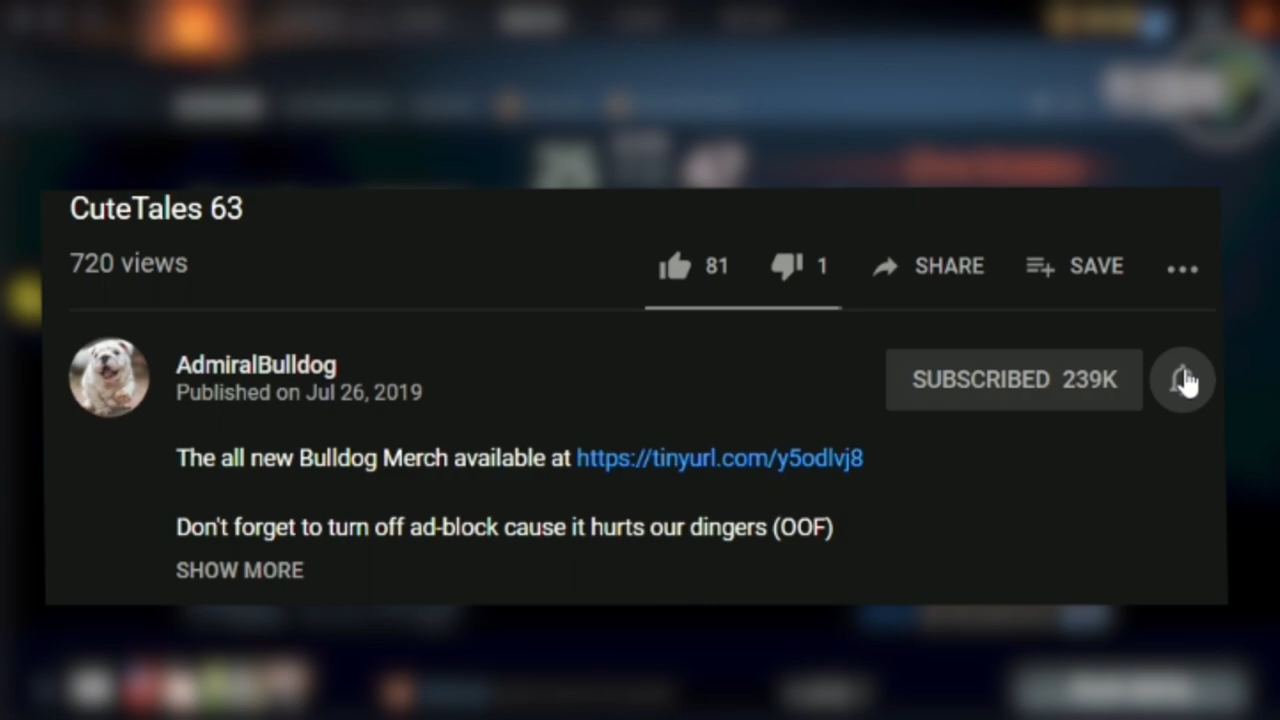 CuteTales 63
720 views
81 1 SHARE SAVE
AdmiralBulldog
Published on Jul 26, 2019
SUBSCRIBED 239K
The all new Bulldog Merch available at https://tinyurl.com/y5odlvj8
Don't forget to turn off ad-block cause it hurts our dingers (OOF)
SHOW MORE